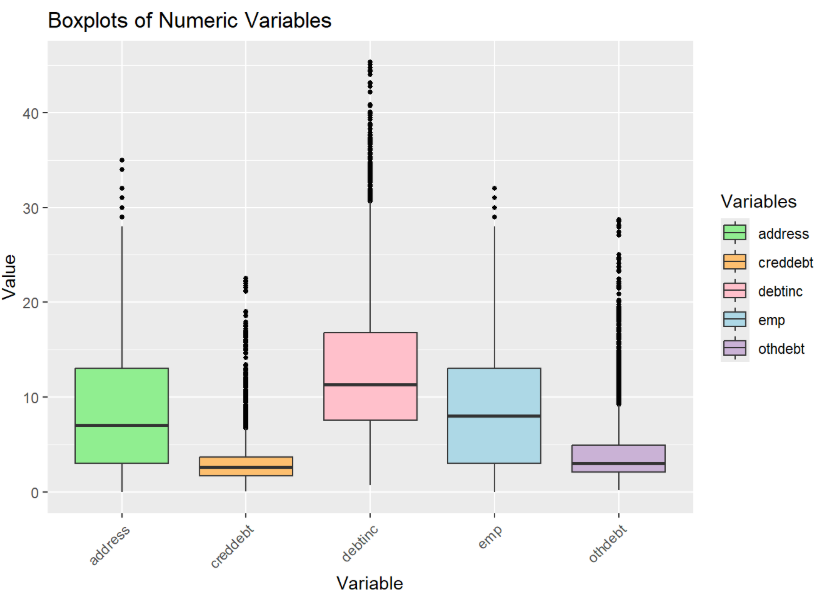 Boxplots of Numeric Variables
Value
40
30
20
10
0
address
creddebt
debtinc
emp
othdebt
Variable
Variables
address
creddebt
debtinc
emp
othdebt